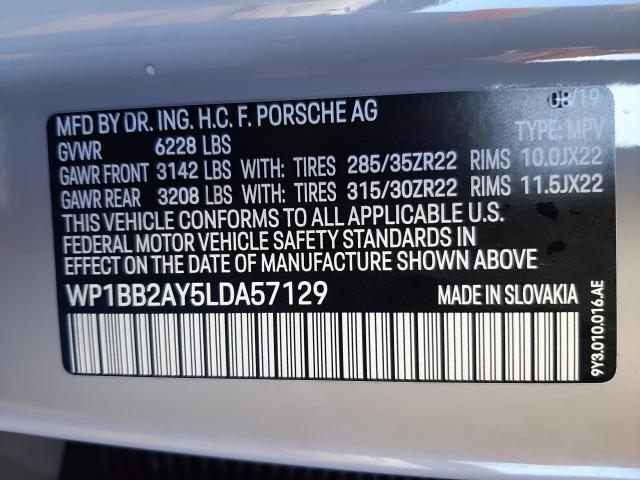 MFD BY DR. ING. H.C. F. PORSCHE AG 08/19
GVWR 6228 LBS TYPE: MPV
GAWR FRONT 3142 LBS WITH: TIRES 285/35ZR22 RIMS 10.0JX22
GAWR REAR 3208 LBS WITH: TIRES 315/30ZR22 RIMS 11.5JX22
THIS VEHICLE CONFORMS TO ALL APPLICABLE U.S.
FEDERAL MOTOR VEHICLE SAFETY STANDARDS IN
EFFECT ON THE DATE OF MANUFACTURE SHOWN ABOVE
WP1BB2AY5LDA57129 MADE IN SLOVAKIA
9Y3.010.016.AE